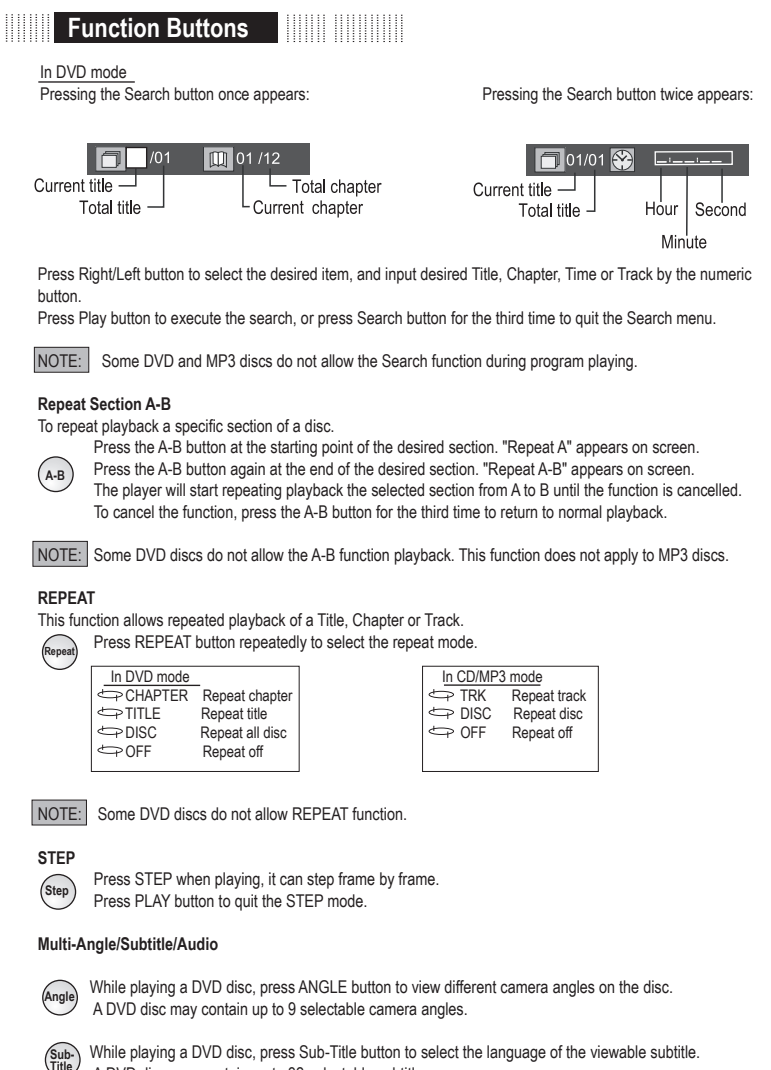 Function Buttons
In DVD mode
Pressing the Search button once appears:
Pressing the Search button twice appears:
/01 01 /12
01/01 _ _:_ _:_ _
Current title
Total chapter
Total title
Current chapter
Current title
Total title
Hour
Second
Minute
Press Right/Left button to select the desired item, and input desired Title, Chapter, Time or Track by the numeric
button.
Press Play button to execute the search, or press Search button for the third time to quit the Search menu.
NOTE: Some DVD and MP3 discs do not allow the Search function during program playing.
Repeat Section A-B
To repeat playback a specific section of a disc.
Press the A-B button at the starting point of the desired section. "Repeat A" appears on screen.
A-B
Press the A-B button again at the end of the desired section. "Repeat A-B" appears on screen.
The player will start repeating playback the selected section from A to B until the function is cancelled.
To cancel the function, press the A-B button for the third time to return to normal playback.
NOTE: Some DVD discs do not allow the A-B function playback. This function does not apply to MP3 discs.
REPEAT
This function allows repeated playback of a Title, Chapter or Track.
Repeat
Press REPEAT button repeatedly to select the repeat mode.
In DVD mode
CHAPTER Repeat chapter
TITLE Repeat title
DISC Repeat all disc
OFF Repeat off
In CD/MP3 mode
TRK Repeat track
DISC Repeat disc
OFF Repeat off
NOTE: Some DVD discs do not allow REPEAT function.
STEP
Step
Press STEP when playing, it can step frame by frame.
Press PLAY button to quit the STEP mode.
Multi-Angle/Subtitle/Audio
Angle
While playing a DVD disc, press ANGLE button to view different camera angles on the disc.
A DVD disc may contain up to 9 selectable camera angles.
Sub-
Title
While playing a DVD disc, press Sub-Title button to select the language of the viewable subtitle.